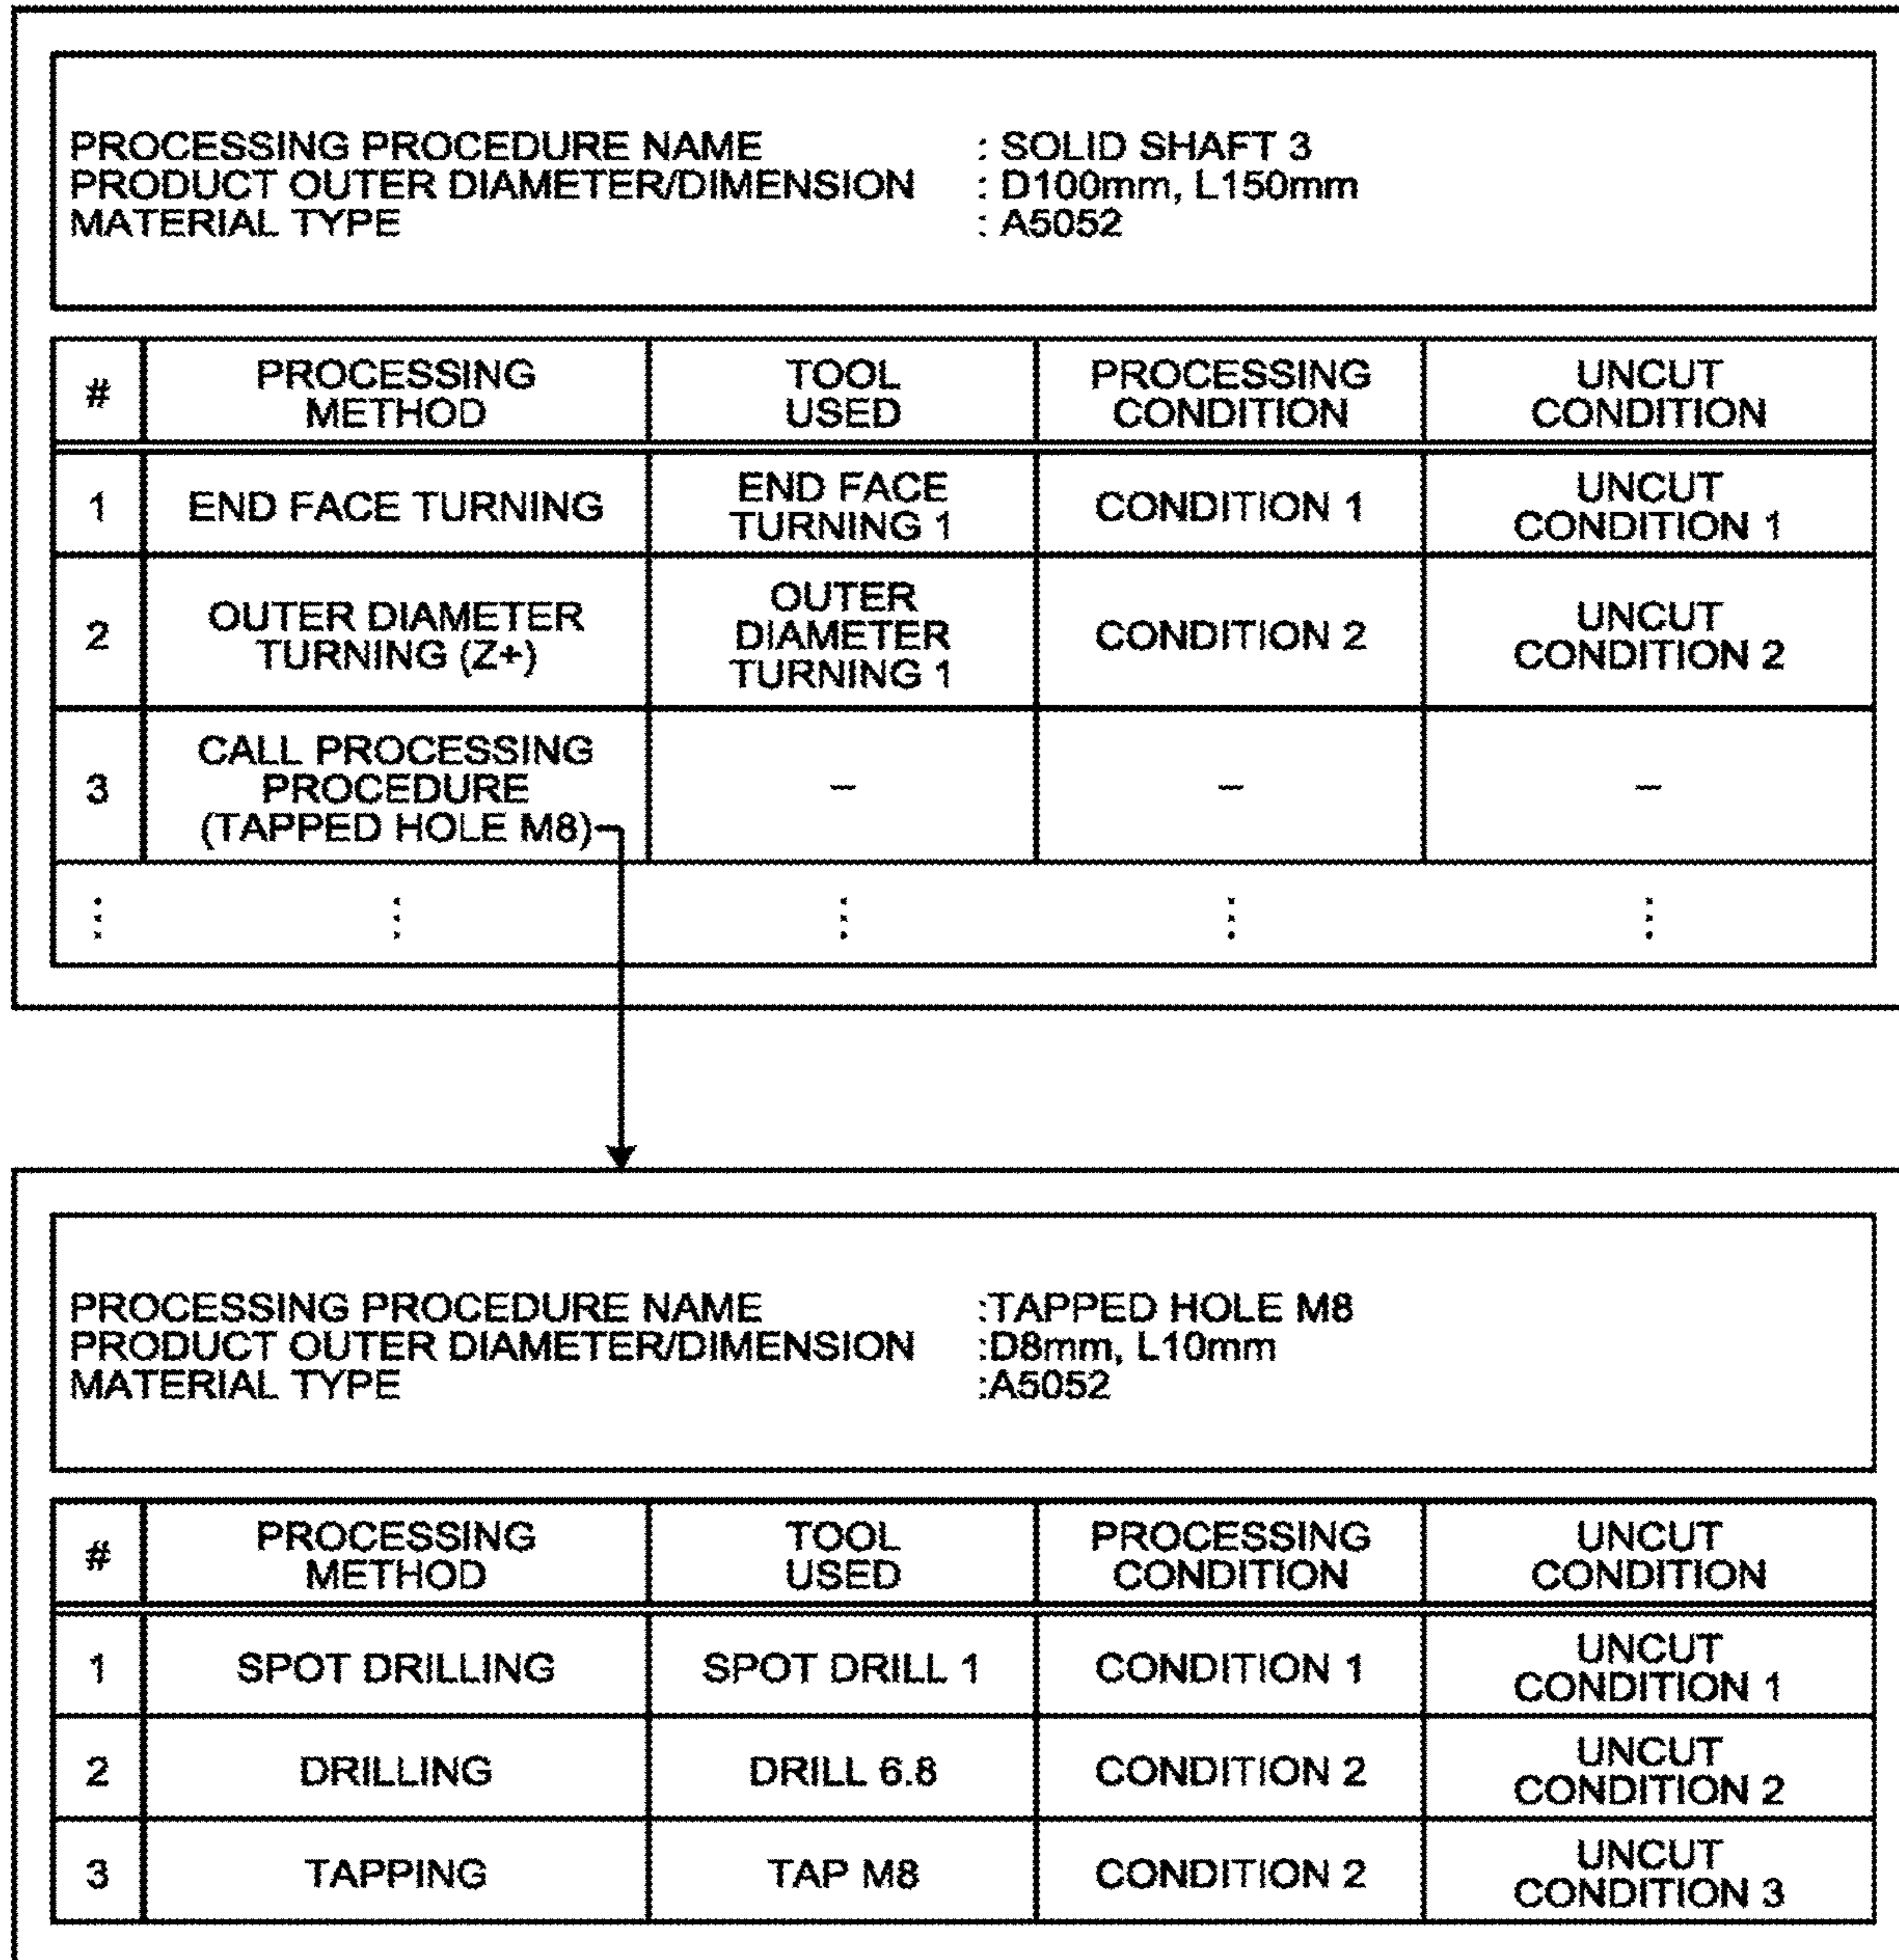 PROCESSING PROCEDURE NAME : SOLID SHAFT 3
PRODUCT OUTER DIAMETER/DIMENSION : D100mm, L150mm
MATERIAL TYPE : A5052
# PROCESSING METHOD TOOL USED PROCESSING CONDITION UNCUT CONDITION
1 END FACE TURNING END FACE TURNING 1 CONDITION 1 UNCUT CONDITION 1
2 OUTER DIAMETER TURNING (Z+) OUTER DIAMETER TURNING 1 CONDITION 2 UNCUT CONDITION 2
3 CALL PROCESSING PROCEDURE (TAPPED HOLE M8) – – –
⋮ ⋮ ⋮ ⋮ ⋮
PROCESSING PROCEDURE NAME :TAPPED HOLE M8
PRODUCT OUTER DIAMETER/DIMENSION :D8mm, L10mm
MATERIAL TYPE :A5052
# PROCESSING METHOD TOOL USED PROCESSING CONDITION UNCUT CONDITION
1 SPOT DRILLING SPOT DRILL 1 CONDITION 1 UNCUT CONDITION 1
2 DRILLING DRILL 6.8 CONDITION 2 UNCUT CONDITION 2
3 TAPPING TAP M8 CONDITION 2 UNCUT CONDITION 3